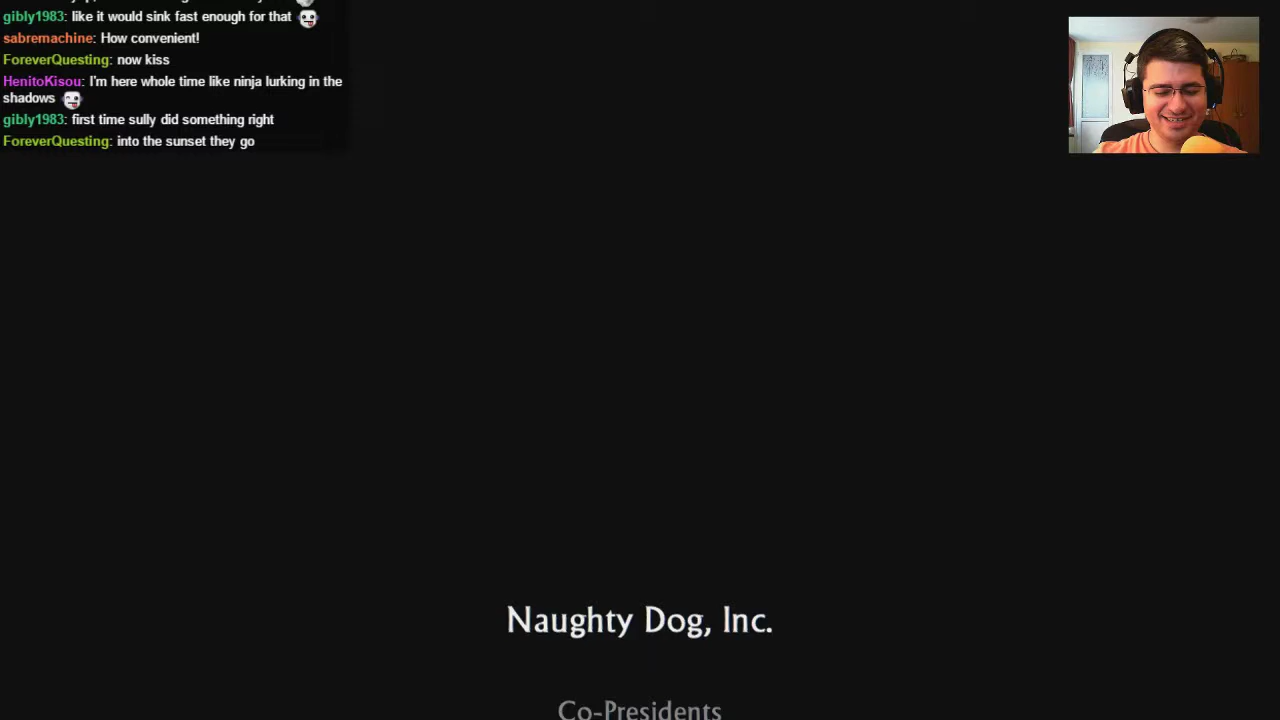 gibly1983: like it would sink fast enough for that
sabremachine: How convenient!
ForeverQuesting: now kiss
HenitoKisou: I'm here whole time like ninja lurking in the
shadows
gibly1983: first time sully did something right
ForeverQuesting: into the sunset they go
Naughty Dog, Inc.
Co-Presidents